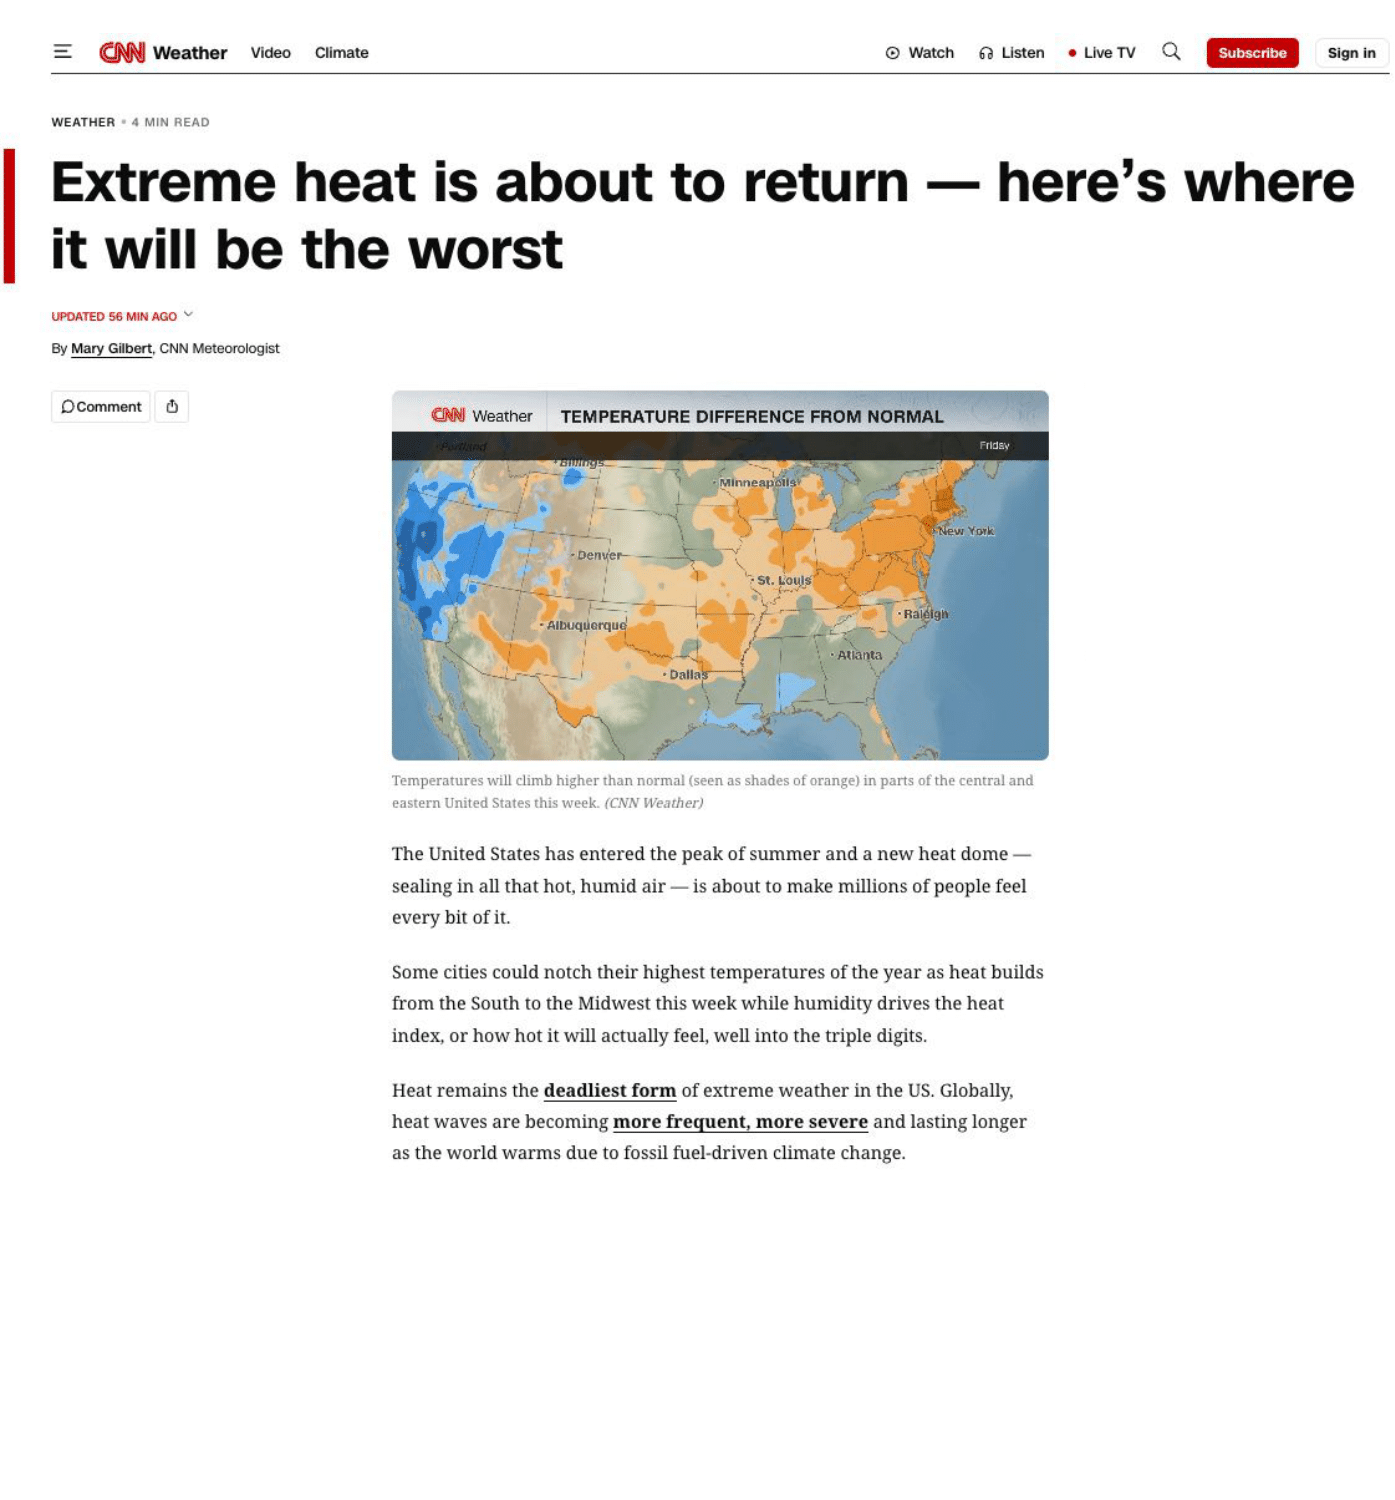 CNN Weather Video Climate Watch Listen Live TV Subscribe Sign in
WEATHER • 4 MIN READ
Extreme heat is about to return — here’s where
it will be the worst
UPDATED 56 MIN AGO
By Mary Gilbert, CNN Meteorologist
Comment
CNN Weather TEMPERATURE DIFFERENCE FROM NORMAL
Portland Friday
Billings
Minneapolis
New York
Denver
St. Louis
Raleigh
Albuquerque
Atlanta
Dallas
Temperatures will climb higher than normal (seen as shades of orange) in parts of the central and
eastern United States this week. (CNN Weather)
The United States has entered the peak of summer and a new heat dome —
sealing in all that hot, humid air — is about to make millions of people feel
every bit of it.
Some cities could notch their highest temperatures of the year as heat builds
from the South to the Midwest this week while humidity drives the heat
index, or how hot it will actually feel, well into the triple digits.
Heat remains the deadliest form of extreme weather in the US. Globally,
heat waves are becoming more frequent, more severe and lasting longer
as the world warms due to fossil fuel-driven climate change.